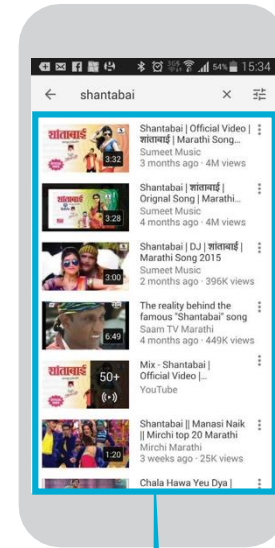 54% 15:34
shantabai
Shantabai | Official Video |
शांताबाई | Marathi Song...
Sumeet Music
3 months ago · 4M views
शांताबाई
3:32
Shantabai | शांताबाई |
Orignal Song | Marathi...
Sumeet Music
4 months ago · 4M views
शांताबाई
3:28
Shantabai | DJ | शांताबाई |
Marathi Song 2015
Sumeet Music
2 months ago · 396K views
3:00
The reality behind the
famous "Shantabai" song
Saam TV Marathi
4 months ago · 449K views
6:49
Mix - Shantabai |
Official Video |...
YouTube
शांताबाई
50+
Shantabai || Manasi Naik
|| Mirchi top 20 Marathi
Mirchi Marathi
3 weeks ago · 25K views
1:20
Chala Hawa Yeu Dya |